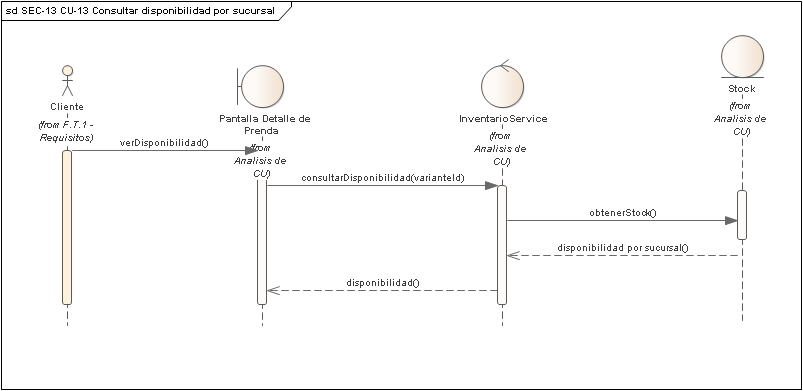 sd SEC-13 CU-13 Consultar disponibilidad por sucursal
Cliente
(from F.T.1 -
Requisitos)
Pantalla Detalle de
Prenda
(from
Analisis de
CU)
InventarioService
(from
Analisis de
CU)
Stock
(from
Analisis de
CU)
verDisponibilidad()
consultarDisponibilidad(varianteId)
obtenerStock()
disponibilidad por sucursal()
disponibilidad()